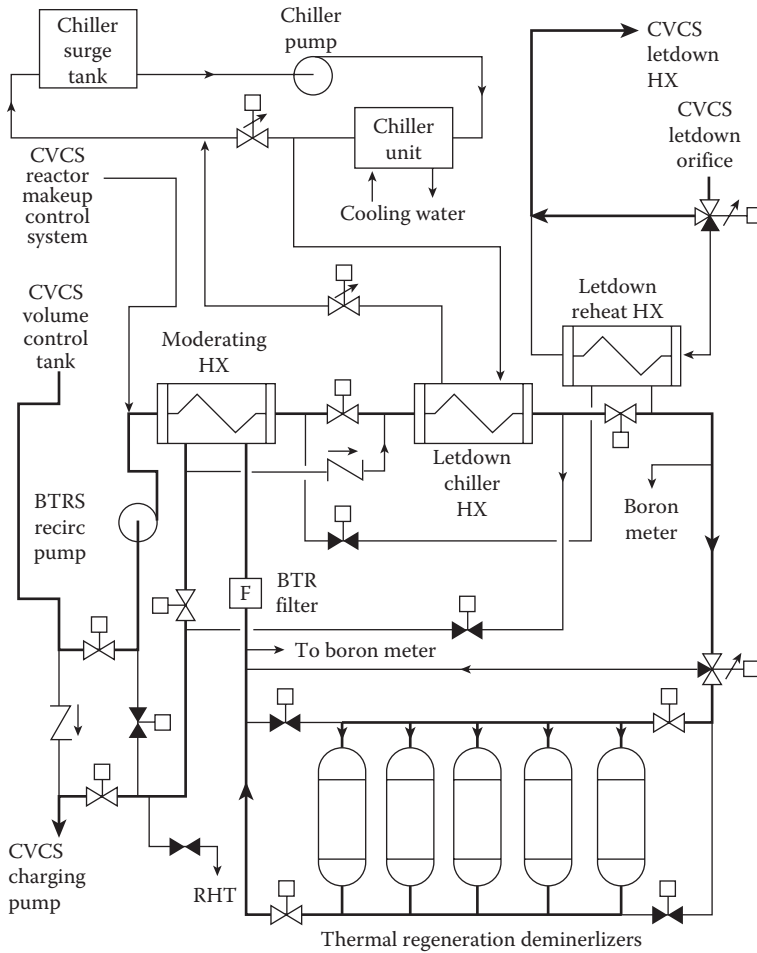 Chiller
surge
tank
Chiller
pump
CVCS
letdown
HX
CVCS
letdown
orifice
Chiller
unit
Cooling water
CVCS
reactor
makeup
control
system
CVCS
volume
control
tank
Moderating
HX
Letdown
reheat HX
Letdown
chiller
HX
Boron
meter
BTRS
recirc
pump
F
BTR
filter
To boron meter
CVCS
charging
pump
RHT
Thermal regeneration deminerlizers